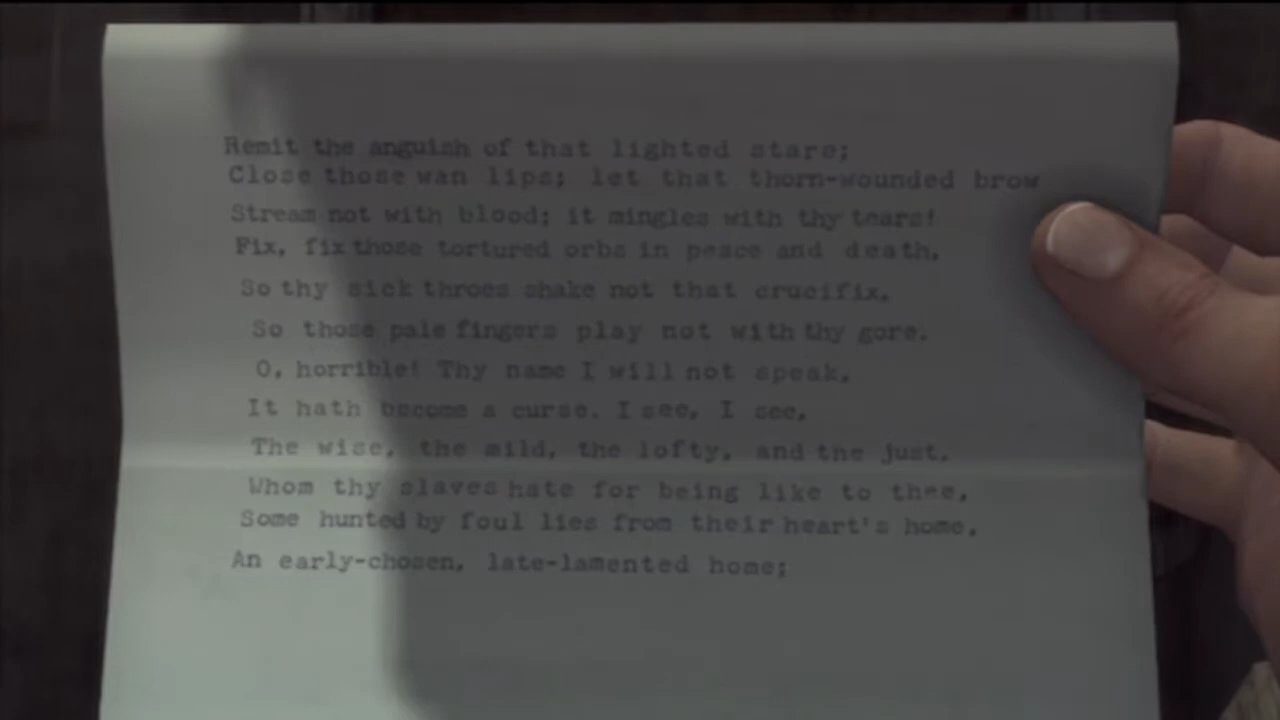 Remit the anguish of that lighted stare;
Close those wan lips; let that thorn-wounded brow
Stream not with blood; it mingles with thy tears!
Fix, fix those tortured orbs in peace and death,
So thy sick throes shake not that crucifix,
So those pale fingers play not with thy gore.
O, horrible! Thy name I will not speak,
It hath become a curse. I see, I see,
The wise, the mild, the lofty, and the just,
Whom thy slaves hate for being like to thee,
Some hunted by foul lies from their heart's home,
An early-chosen, late-lamented home;